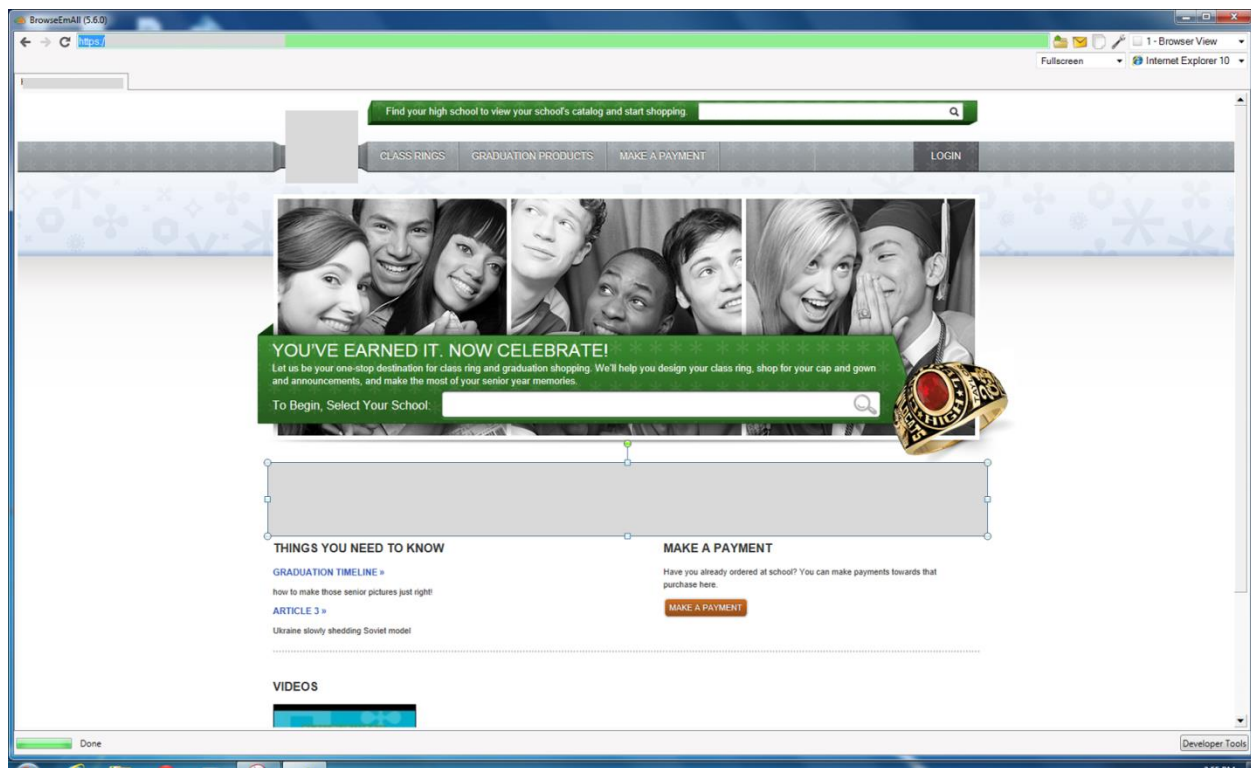 BrowseEmAll (5.6.0)
https:/
1 - Browser View
Fullscreen
Internet Explorer 10
Find your high school to view your school's catalog and start shopping.
CLASS RINGS
GRADUATION PRODUCTS
MAKE A PAYMENT
LOGIN
YOU'VE EARNED IT. NOW CELEBRATE!
Let us be your one-stop destination for class ring and graduation shopping. We'll help you design your class ring, shop for your cap and gown
and announcements, and make the most of your senior year memories.
To Begin, Select Your School:
HIGH
WILDCATS
THINGS YOU NEED TO KNOW
GRADUATION TIMELINE »
how to make those senior pictures just right!
ARTICLE 3 »
Ukraine slowly shedding Soviet model
MAKE A PAYMENT
Have you already ordered at school? You can make payments towards that
purchase here.
MAKE A PAYMENT
VIDEOS
Done
Developer Tools